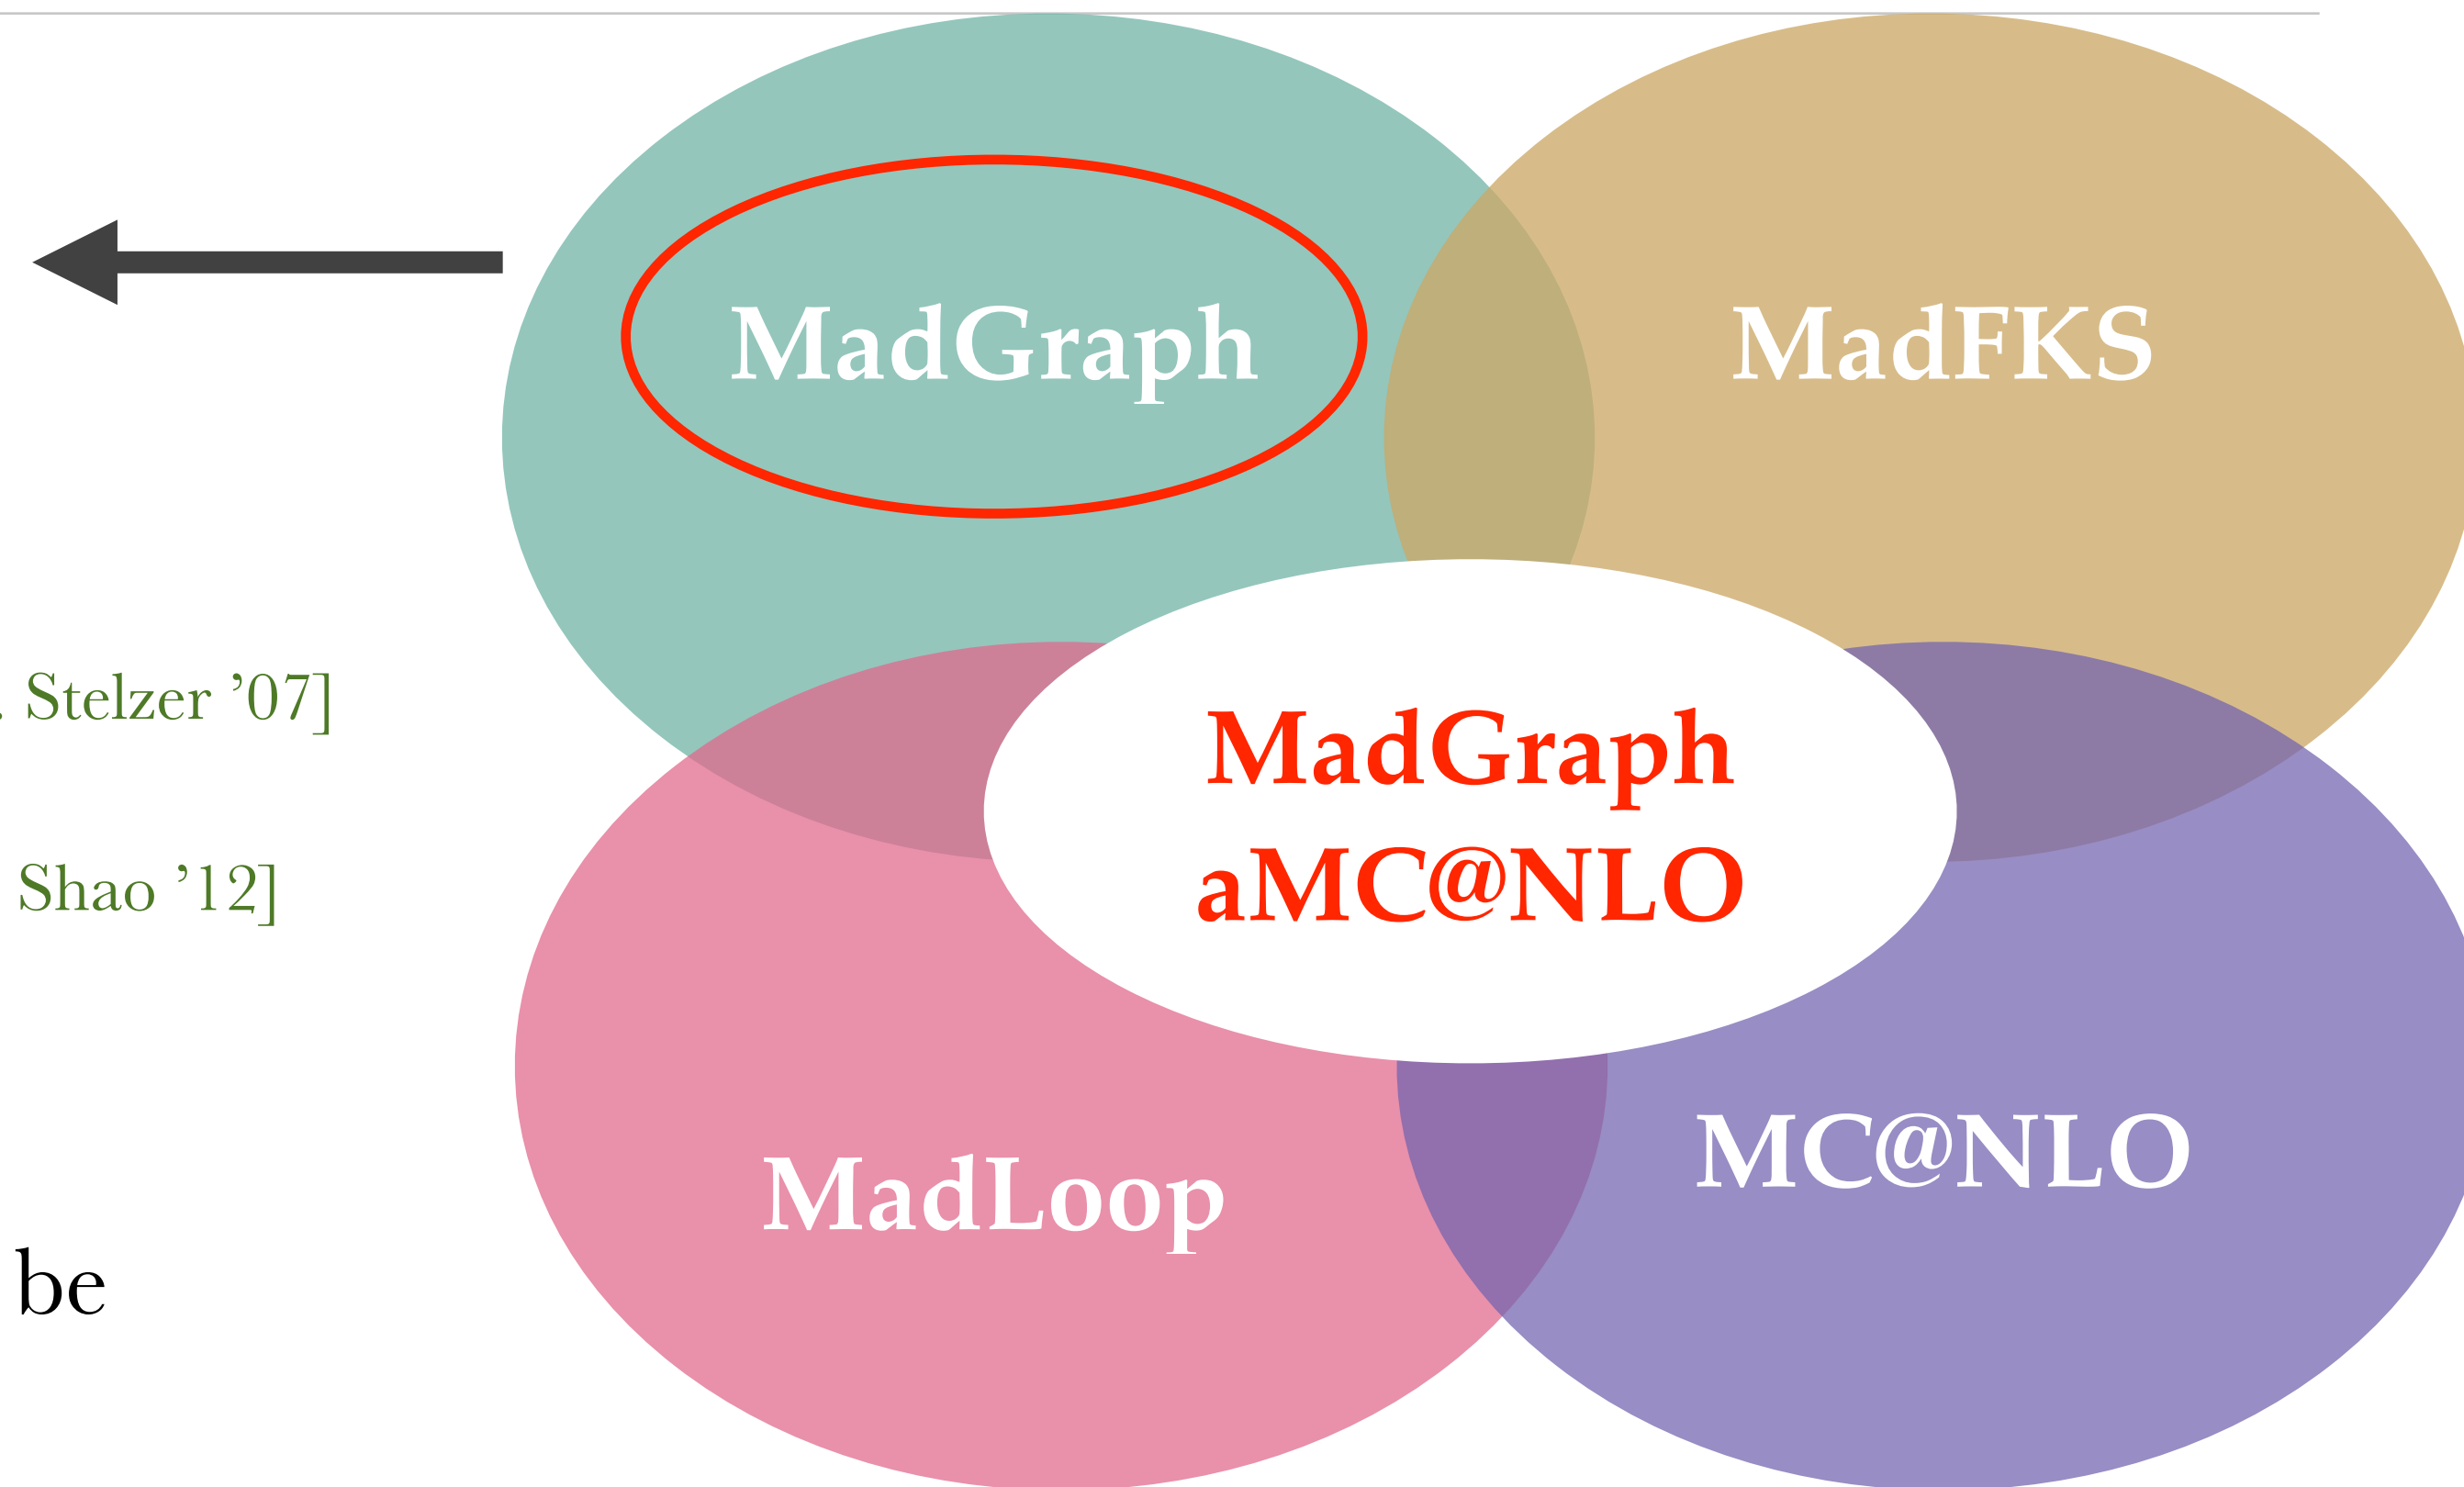 MadGraph
MadFKS
. Stelzer ’07]
MadGraph
aMC@NLO
Shao ’12]
MadLoop
MC@NLO
be